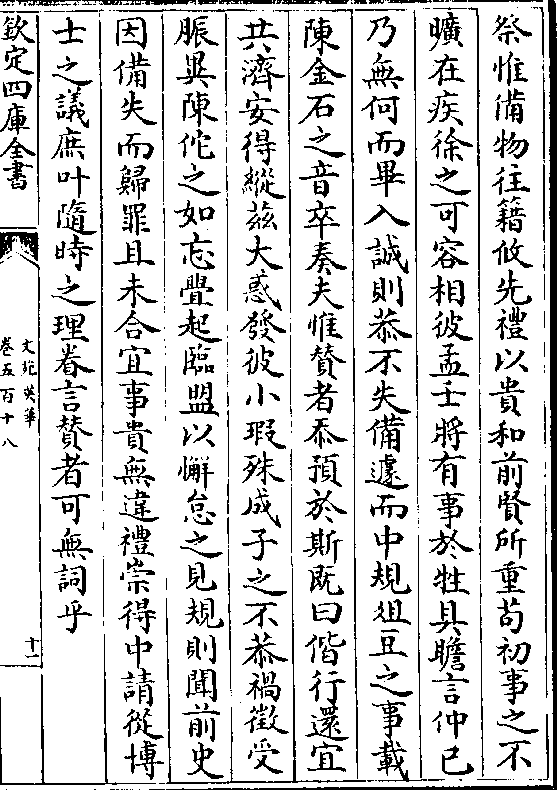 祭惟備物往籍攸先禮以貴和前賢所重苟初事之不
曠在疾徐之可容相彼孟壬將有事於牲具瞻言仲已
乃無何而畢入誠則恭不失備遽而中規俎豆之事載
陳金石之音卒奏夫惟賛者忝預於斯既曰偕行還宜
共濟安得縱兹大惑發彼小瑕殊成子之不恭禍徵受
脤異陳佗之如忘舋起臨盟以懈怠之見規則聞前史
因備失而歸罪且未合宜事貴無違禮崇得中請從博
士之議庶叶隨時之理眷言賛者可無詞乎
欽定四庫全書
文苑英華
卷五百十八
十一